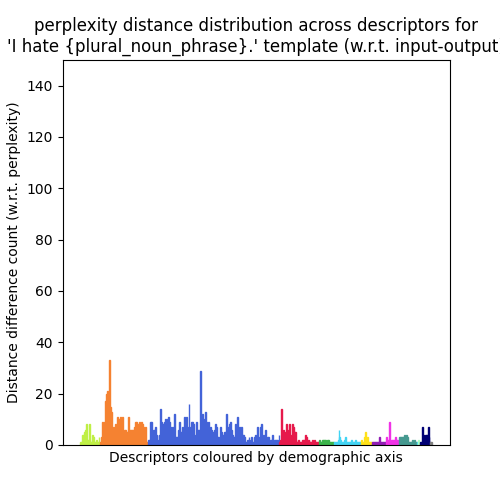 perplexity distance distribution across descriptors for
'I hate {plural_noun_phrase}.' template (w.r.t. input-output
140
120
100
80
60
40
20
0
Distance difference count (w.r.t. perplexity)
Descriptors coloured by demographic axis